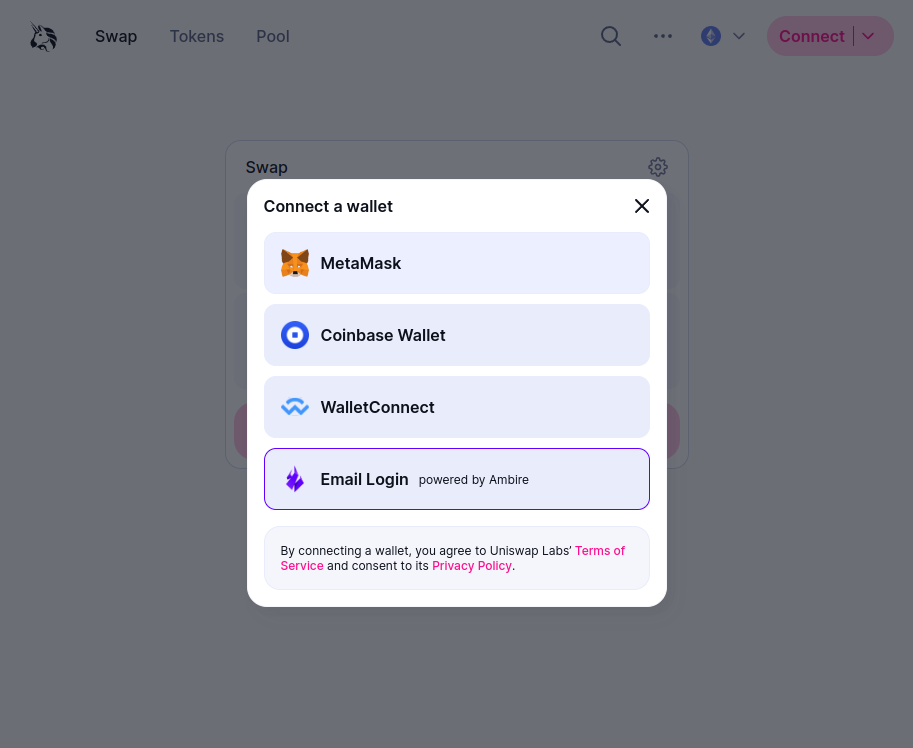 Swap Tokens Pool Connect
Swap
Connect a wallet
MetaMask
Coinbase Wallet
WalletConnect
Email Login powered by Ambire
By connecting a wallet, you agree to Uniswap Labs’ Terms of
Service and consent to its Privacy Policy.